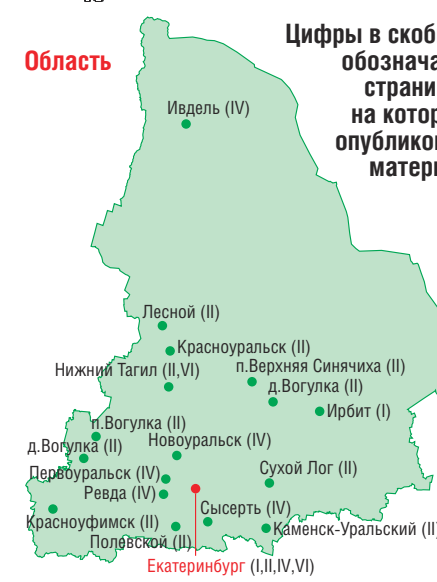 Область
Цифры в скоб
обознача
страни
на котор
опубликов
матери
Ивдель (IV)
Лесной (II)
Красноуральск (II)
Нижний Тагил (II,VI)
п.Верхняя Синячиха (II)
д.Вогулка (II)
Ирбит (I)
п.Вогулка (II)
д.Вогулка (II)
Новоуральск (IV)
Первоуральск (IV)
Сухой Лог (II)
Ревда (IV)
Сысерть (IV)
Красноуфимск (II)
Каменск-Уральский (II)
Полевской (II)
Екатеринбург (I,II,IV,VI)